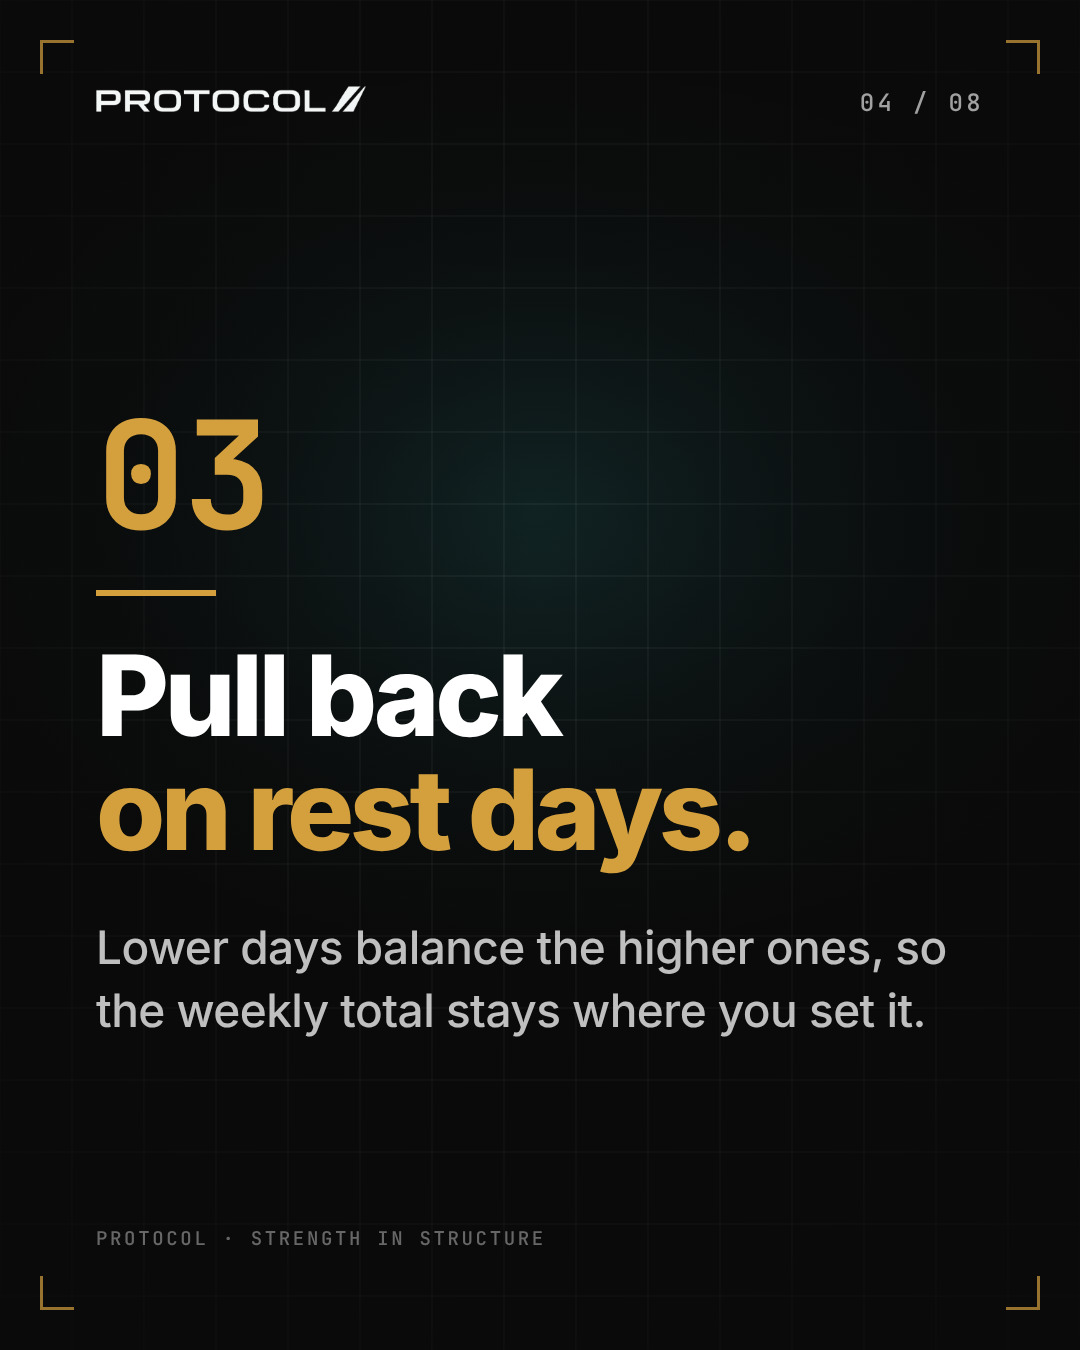 PROTOCOL
04 / 08
03
Pull back
on rest days.
Lower days balance the higher ones, so
the weekly total stays where you set it.
PROTOCOL · STRENGTH IN STRUCTURE